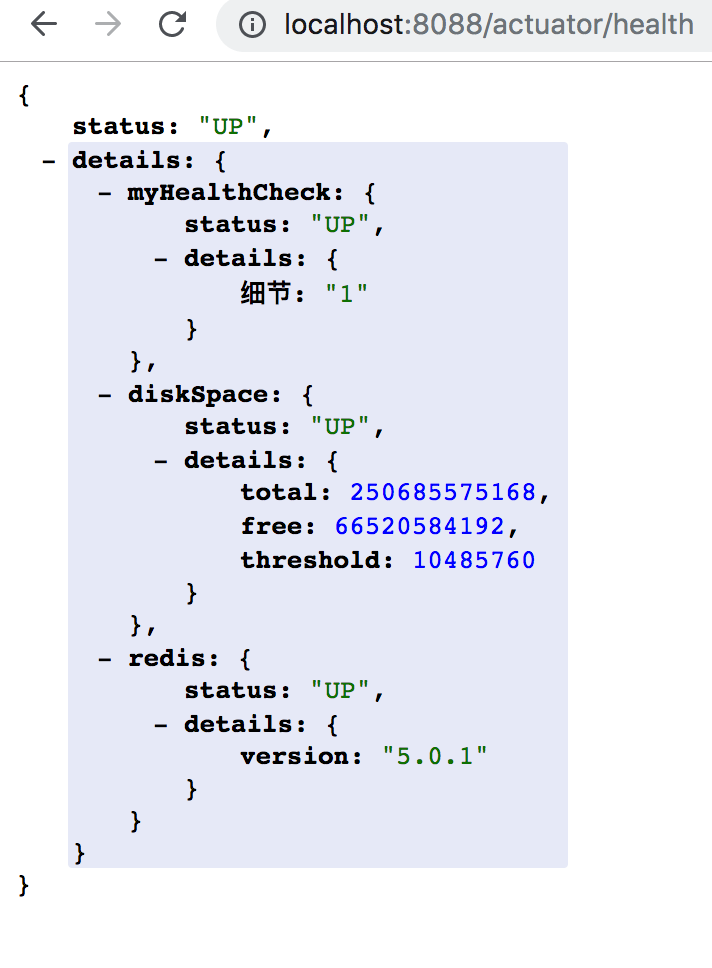 localhost:8088/actuator/health
{
status: "UP",
- details: {
- myHealthCheck: {
status: "UP",
- details: {
细节: "1"
}
},
- diskSpace: {
status: "UP",
- details: {
total: 250685575168,
free: 66520584192,
threshold: 10485760
}
},
- redis: {
status: "UP",
- details: {
version: "5.0.1"
}
}
}
}